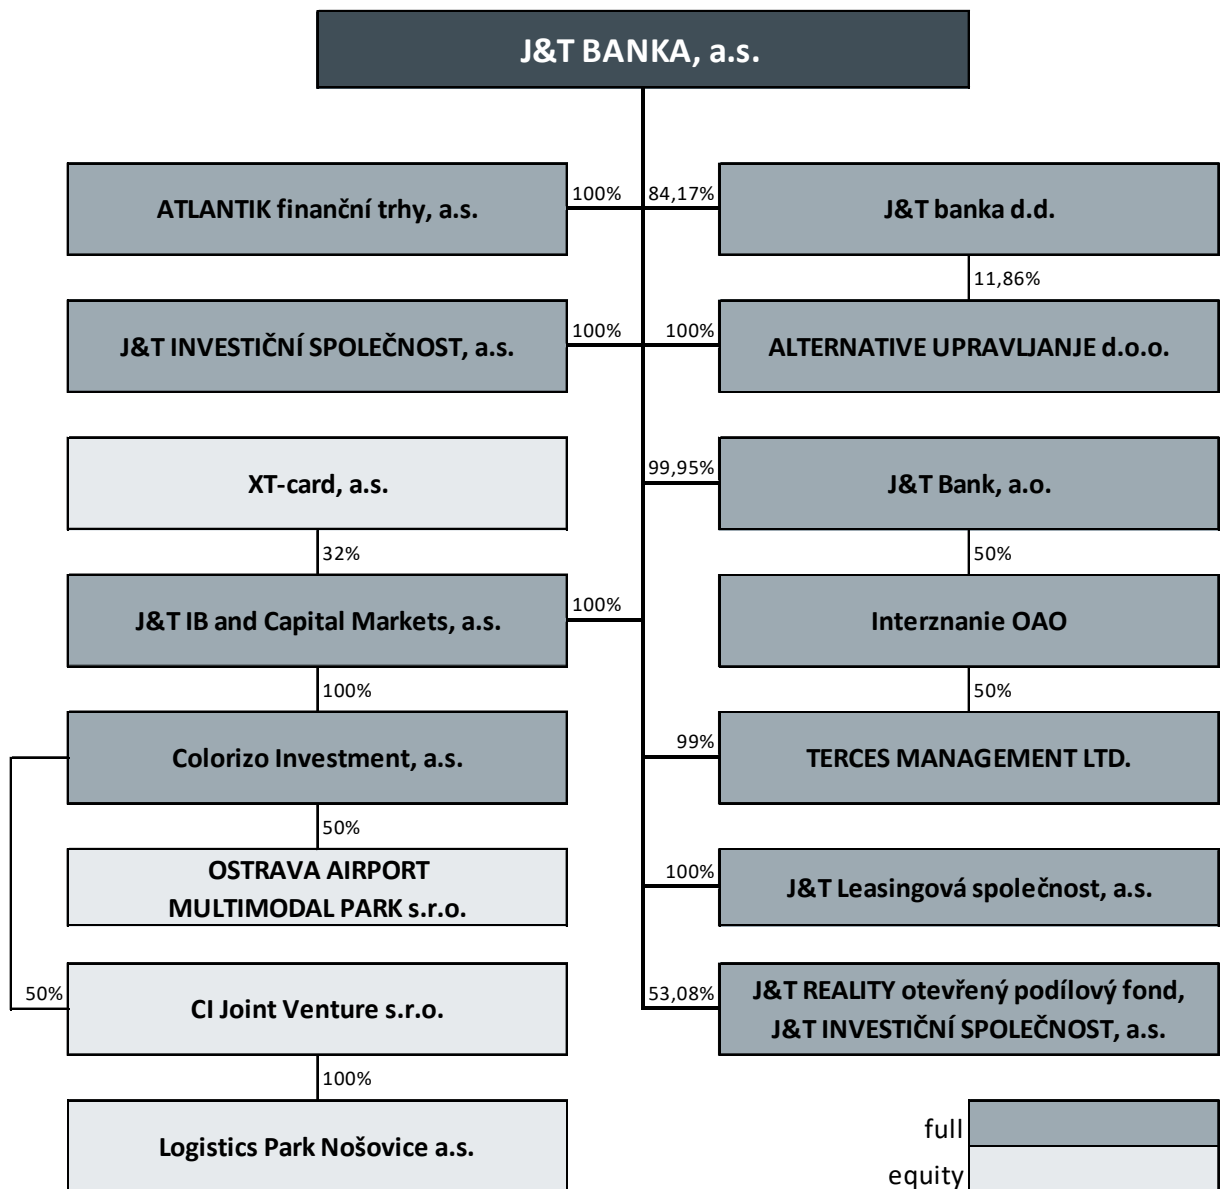 J&T BANKA, a.s.
ATLANTIK finanční trhy, a.s.
100%
84,17%
J&T banka d.d.
11,86%
J&T INVESTIČNÍ SPOLEČNOST, a.s.
100%
100%
ALTERNATIVE UPRAVLJANJE d.o.o.
XT-card, a.s.
99,95%
J&T Bank, a.o.
32%
50%
J&T IB and Capital Markets, a.s.
100%
Interznanie OAO
100%
50%
Colorizo Investment, a.s.
99%
TERCES MANAGEMENT LTD.
50%
OSTRAVA AIRPORT
MULTIMODAL PARK s.r.o.
100%
J&T Leasingová společnost, a.s.
50%
CI Joint Venture s.r.o.
53,08%
J&T REALITY otevřený podílový fond,
J&T INVESTIČNÍ SPOLEČNOST, a.s.
100%
Logistics Park Nošovice a.s.
full
equity